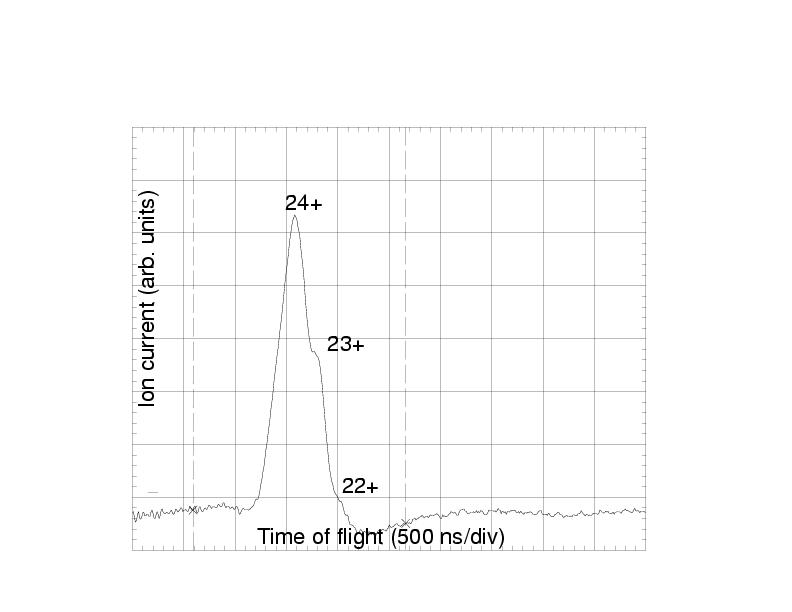 24+
Ion current (arb. units)
23+
22+
Time of flight (500 ns/div)